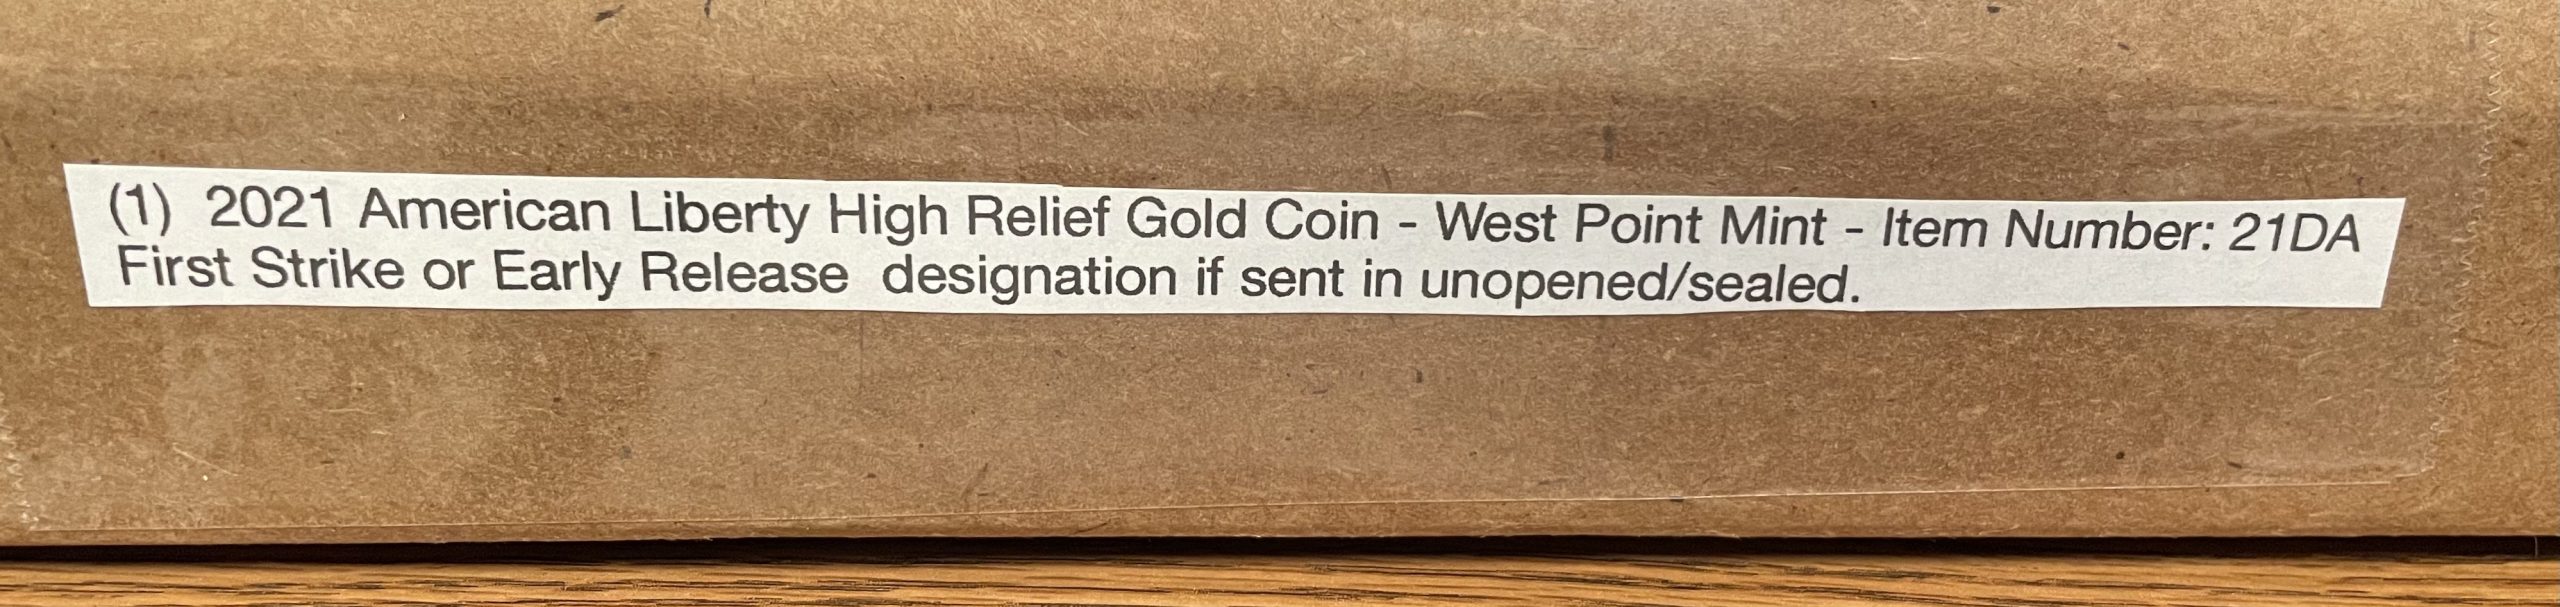 (1) 2021 American Liberty High Relief Gold Coin - West Point Mint - Item Number: 21DA
First Strike or Early Release designation if sent in unopened/sealed.